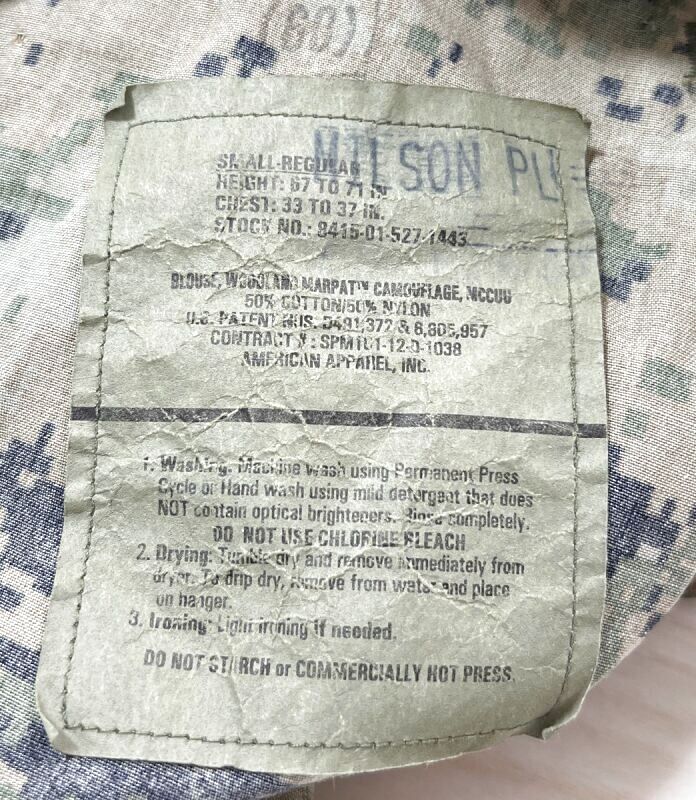 (60)
WILSON PL
SMALL-REGULAR
HEIGHT: 67 TO 71 IN.
CHEST: 33 TO 37 IN.
STOCK NO.: 8415-01-527-1443
BLOUSE, WOODLAND MARPAT™ CAMOUFLAGE, MCCUU
50% COTTON/50% NYLON
U.S. PATENT NOS. D491,372 & 6,805,957
CONTRACT # : SPM1C1-12-D-1038
AMERICAN APPAREL, INC.
1. Washing: Machine wash using Permanent Press
Cycle or Hand wash using mild detergent that does
NOT contain optical brighteners. Rinse completely.
DO NOT USE CHLORINE BLEACH
2. Drying: Tumble dry and remove immediately from
dryer. To drip dry, remove from water and place
on hanger.
3. Ironing: Light ironing if needed.
DO NOT STARCH or COMMERCIALLY HOT PRESS.